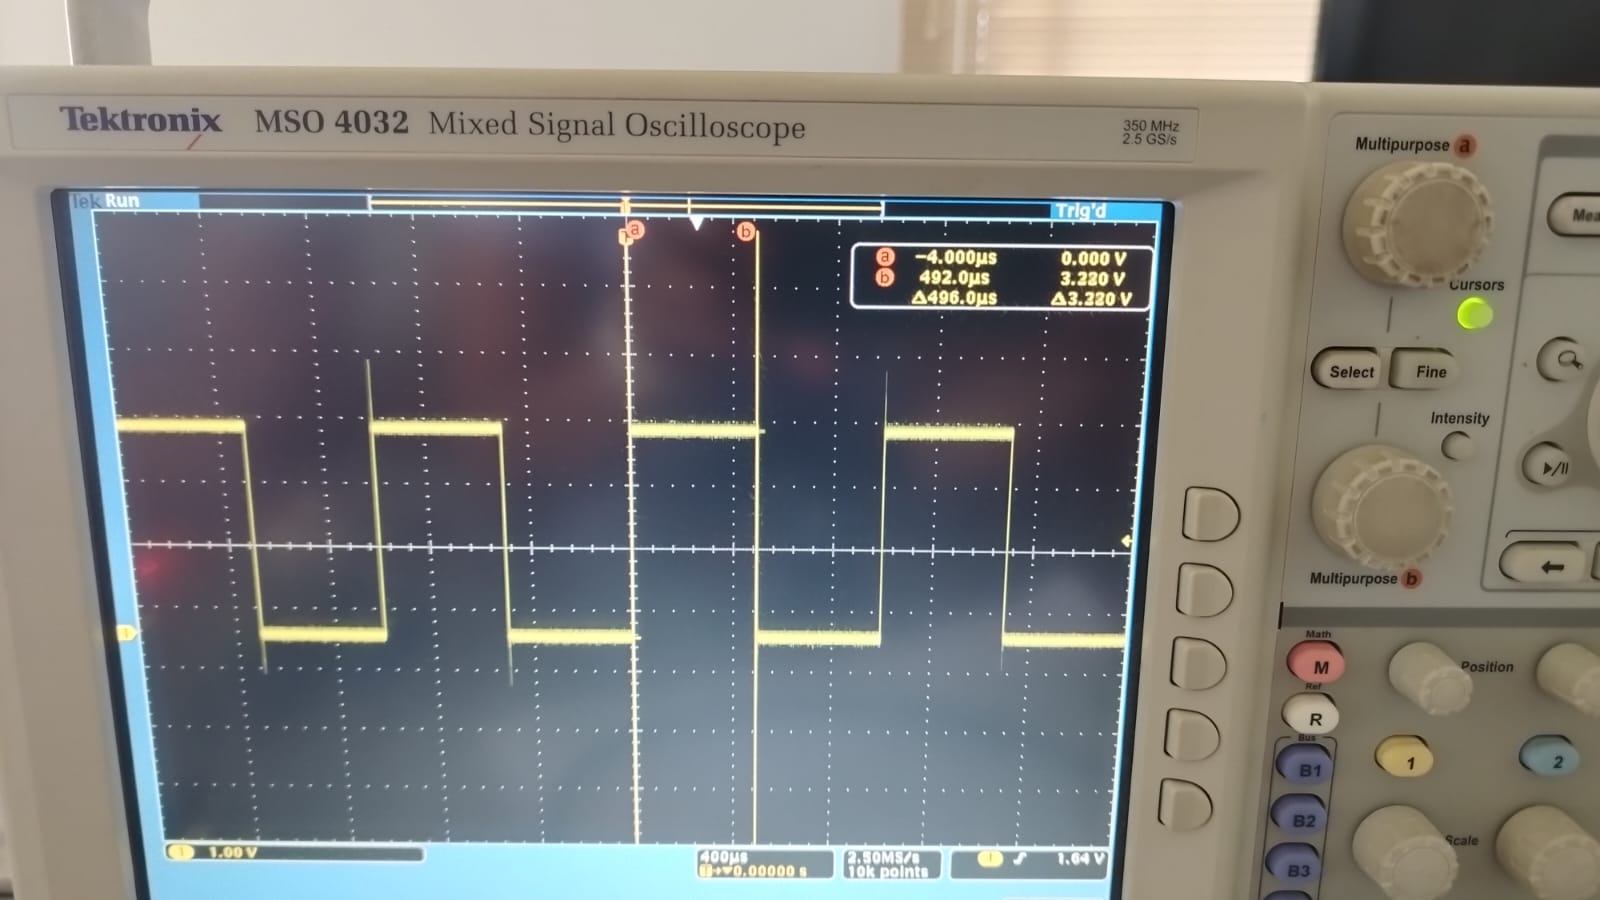 Tektronix MSO 4032 Mixed Signal Oscilloscope
350 MHz
2.5 GS/s
Multipurpose a
Tek Run
Trig'd
Mea
a b
a −4.000µs 0.000 V
b 492.0µs 3.220 V
Δ496.0µs Δ3.220 V
Cursors
Select Fine
Intensity
Multipurpose b
1
Math
M
Position
Ref
R
Bus
1 2
B1
B2
Scale
B3
1 1.00 V
400µs
0.00000 s
2.50MS/s
10k points
1 1.64 V